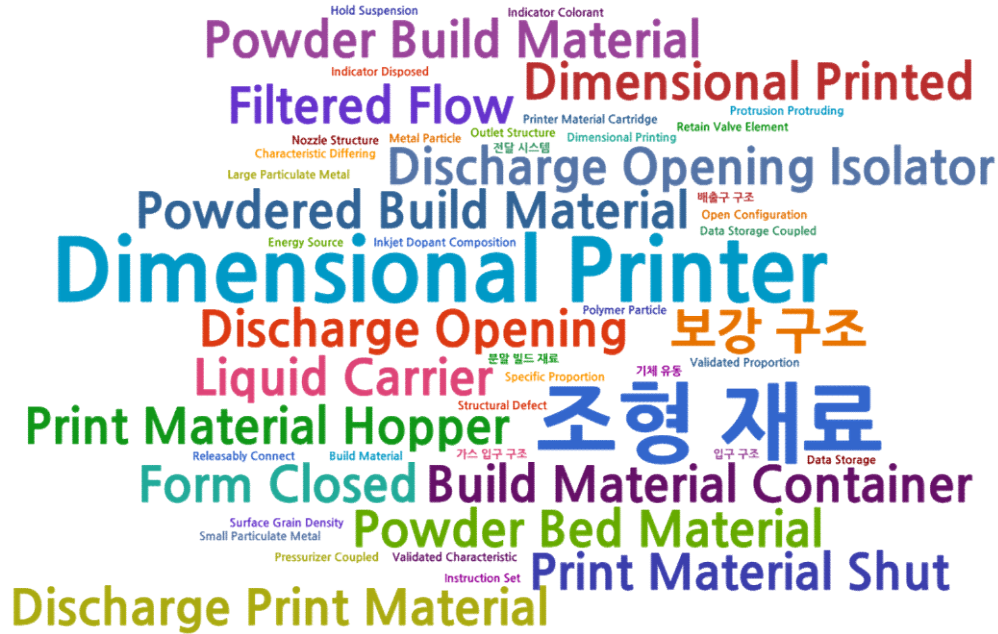 Hold Suspension
Indicator Colorant
Powder Build Material
Indicator Disposed
Dimensional Printed
Filtered Flow
Protrusion Protruding
Printer Material Cartridge
Retain Valve Element
Outlet Structure
Nozzle Structure
Metal Particle
Dimensional Printing
전달 시스템
Characteristic Differing
Discharge Opening Isolator
Large Particulate Metal
Powdered Build Material
배출구 구조
Open Configuration
Data Storage Coupled
Energy Source
Inkjet Dopant Composition
Dimensional Printer
Polymer Particle
Discharge Opening
보강 구조
분말 빌드 재료
Validated Proportion
Liquid Carrier
기체 유동
Specific Proportion
조형 재료
Structural Defect
Print Material Hopper
Releasably Connect
Build Material
가스 입구 구조
입구 구조
Data Storage
Form Closed
Build Material Container
Surface Grain Density
Powder Bed Material
Small Particulate Metal
Pressurizer Coupled
Validated Characteristic
Instruction Set
Print Material Shut
Discharge Print Material